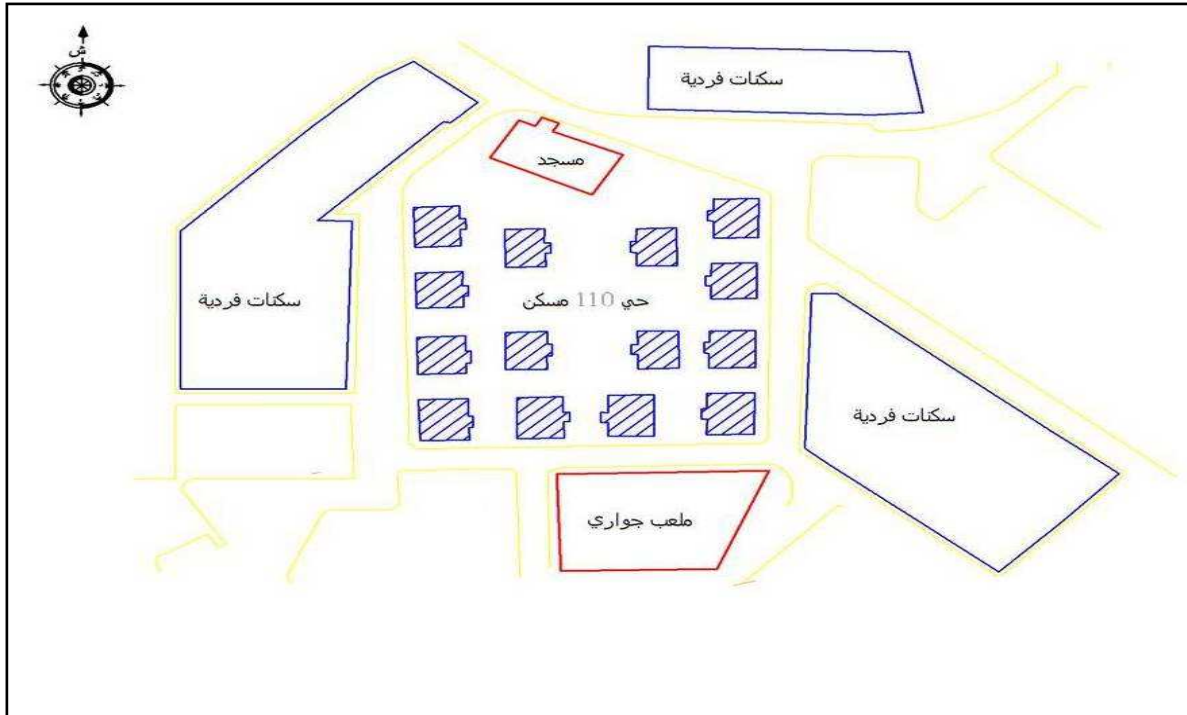 ش
سكنات فردية
مسجد
حي 110 مسكن
سكنات فردية
سكنات فردية
ملعب جواري